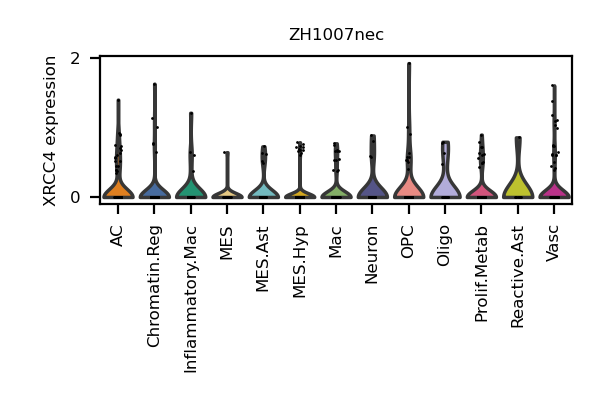 ZH1007nec
XRCC4 expression
2
0
AC
Chromatin.Reg
Inflammatory.Mac
MES
MES.Ast
MES.Hyp
Mac
Neuron
OPC
Oligo
Prolif.Metab
Reactive.Ast
Vasc